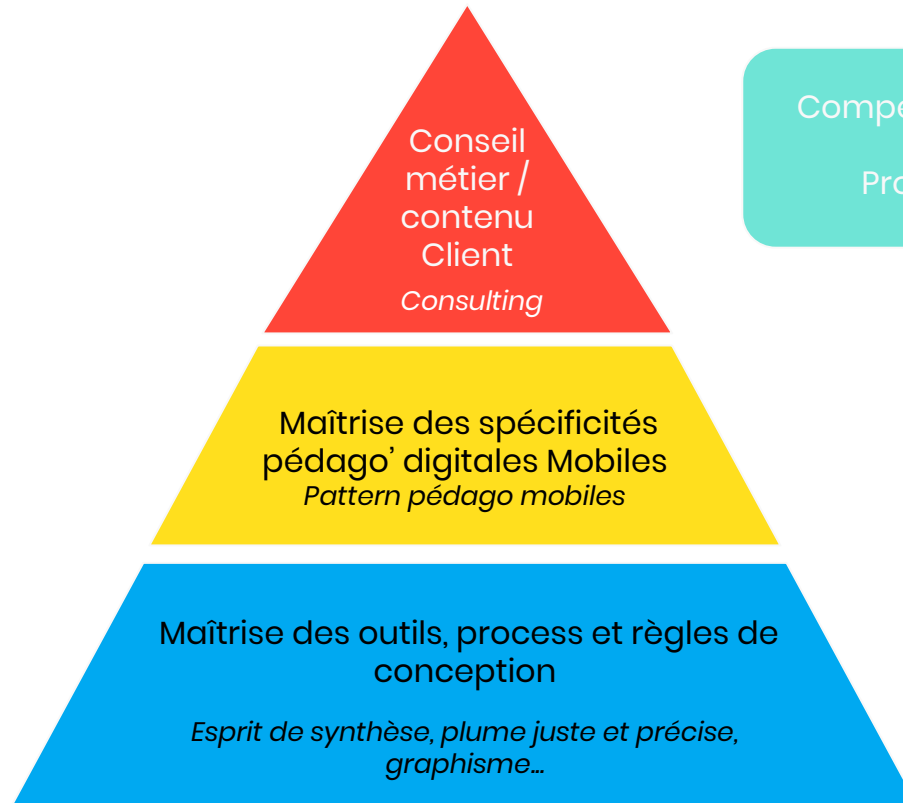 Conseil
métier /
contenu
Client
Consulting
Maîtrise des spécificités
pédago’ digitales Mobiles
Pattern pédago mobiles
Maîtrise des outils, process et règles de
conception
Esprit de synthèse, plume juste et précise,
graphisme…